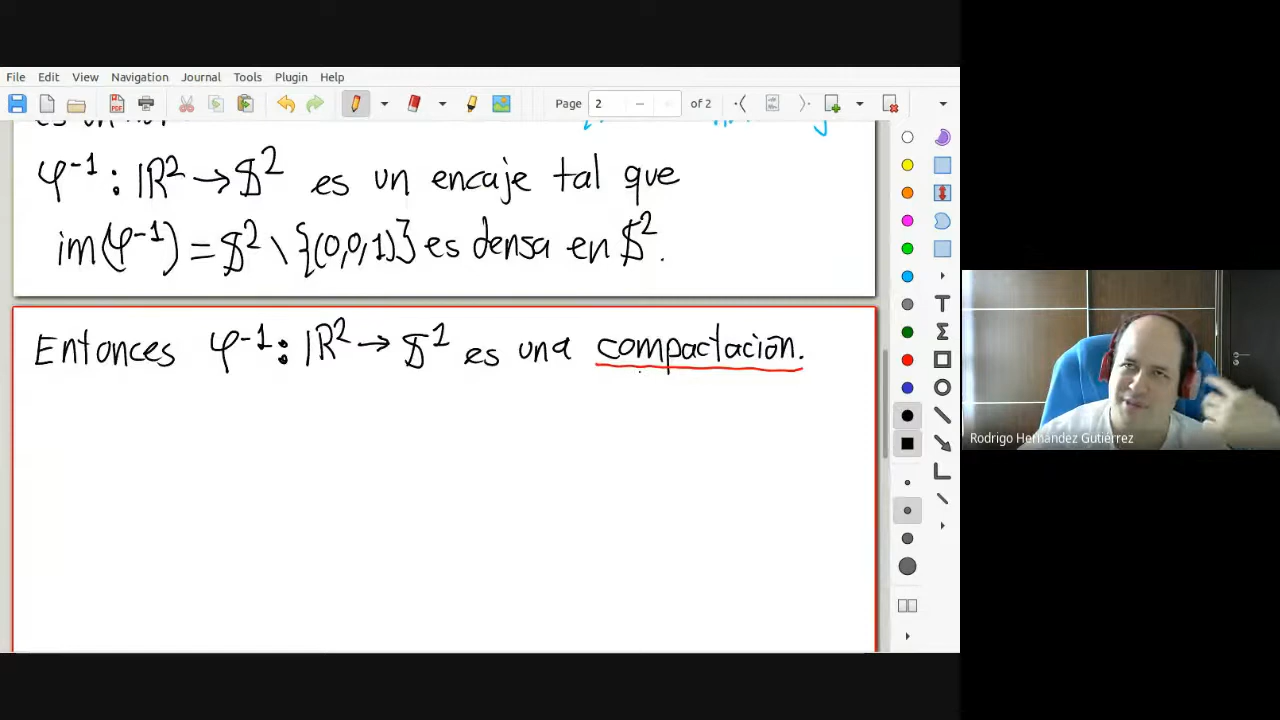 File Edit View Navigation Journal Tools Plugin Help
Page 2 of 2
φ⁻¹: ℝ² → 𝕊² es un encaje tal que
im(φ⁻¹) = 𝕊² \ {(0,0,1)} es densa en 𝕊².
Entonces φ⁻¹: ℝ² → 𝕊² es una compactación.
Rodrigo Hernández Gutiérrez